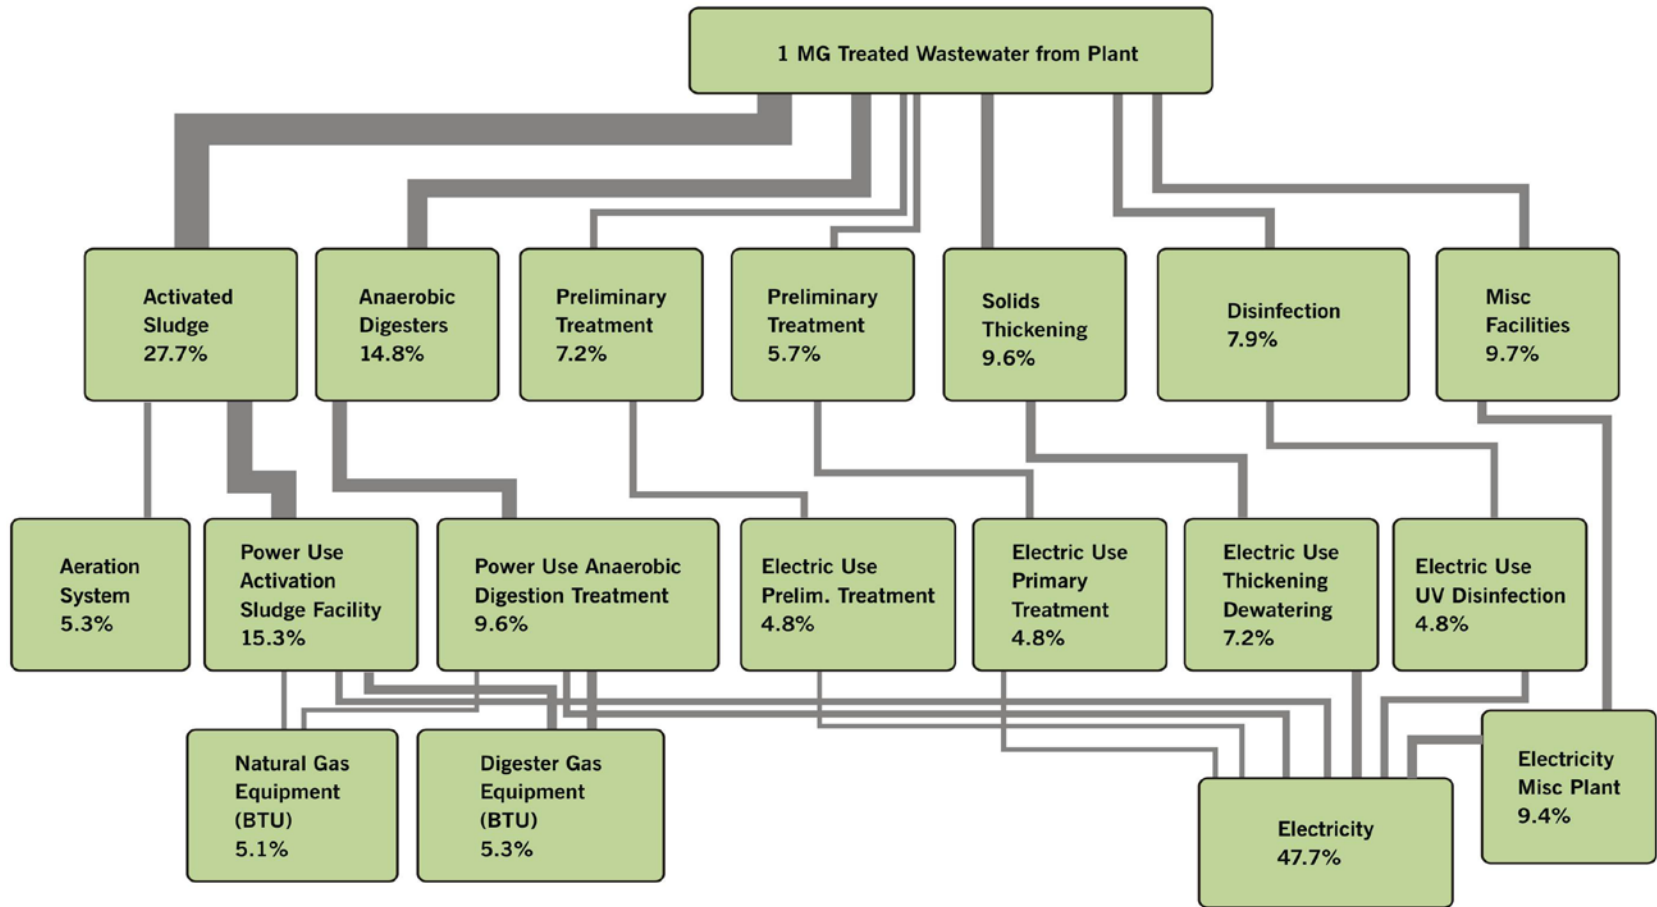 1 MG Treated Wastewater from Plant
Activated
Sludge
27.7%
Anaerobic
Digesters
14.8%
Preliminary
Treatment
7.2%
Preliminary
Treatment
5.7%
Solids
Thickening
9.6%
Disinfection
7.9%
Misc
Facilities
9.7%
Aeration
System
5.3%
Power Use
Activation
Sludge Facility
15.3%
Power Use Anaerobic
Digestion Treatment
9.6%
Electric Use
Prelim. Treatment
4.8%
Electric Use
Primary
Treatment
4.8%
Electric Use
Thickening
Dewatering
7.2%
Electric Use
UV Disinfection
4.8%
Natural Gas
Equipment
(BTU)
5.1%
Digester Gas
Equipment
(BTU)
5.3%
Electricity
47.7%
Electricity
Misc Plant
9.4%